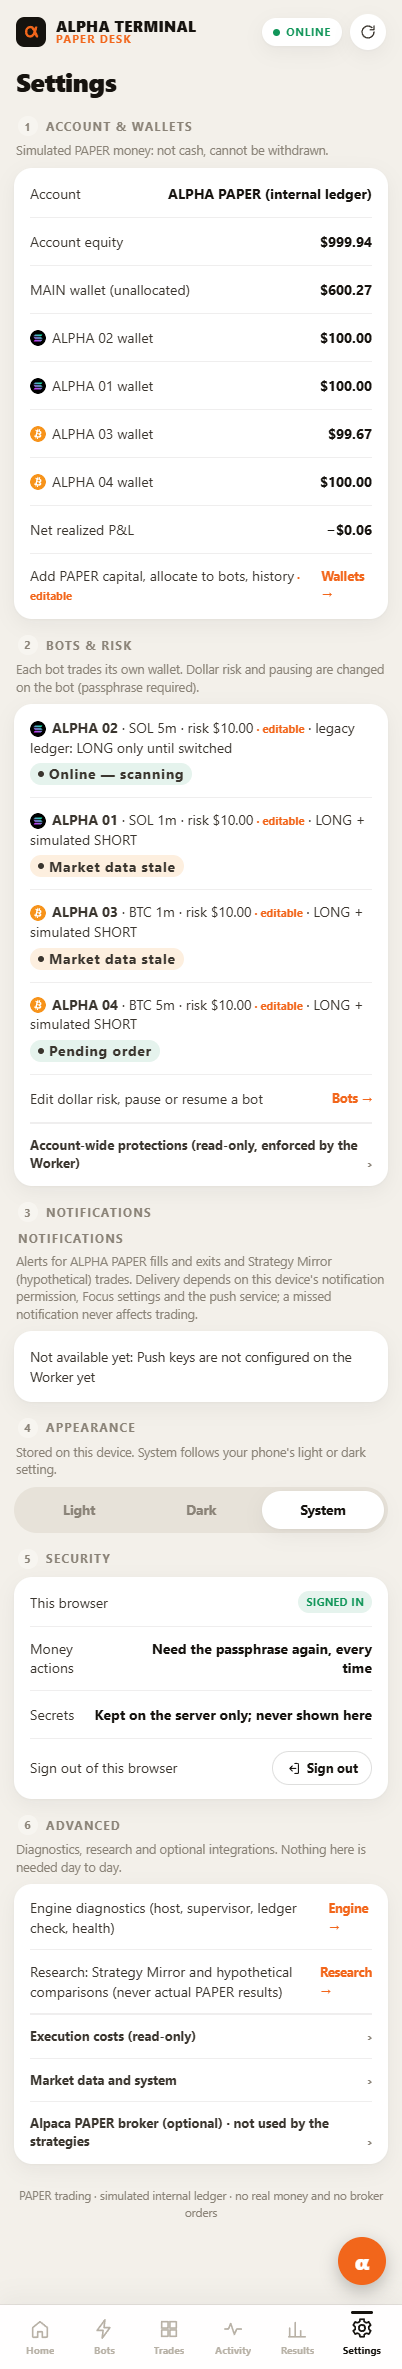 α ALPHA TERMINAL
PAPER DESK
ONLINE
Settings
1 ACCOUNT & WALLETS
Simulated PAPER money: not cash, cannot be withdrawn.
Account ALPHA PAPER (internal ledger)
Account equity $999.94
MAIN wallet (unallocated) $600.27
ALPHA 02 wallet $100.00
ALPHA 01 wallet $100.00
ALPHA 03 wallet $99.67
ALPHA 04 wallet $100.00
Net realized P&L −$0.06
Add PAPER capital, allocate to bots, history · Wallets
editable →
2 BOTS & RISK
Each bot trades its own wallet. Dollar risk and pausing are changed
on the bot (passphrase required).
ALPHA 02 · SOL 5m · risk $10.00 · editable · legacy
ledger: LONG only until switched
Online — scanning
ALPHA 01 · SOL 1m · risk $10.00 · editable · LONG +
simulated SHORT
Market data stale
ALPHA 03 · BTC 1m · risk $10.00 · editable · LONG +
simulated SHORT
Market data stale
ALPHA 04 · BTC 5m · risk $10.00 · editable · LONG +
simulated SHORT
Pending order
Edit dollar risk, pause or resume a bot Bots →
Account-wide protections (read-only, enforced by the
Worker) ›
3 NOTIFICATIONS
NOTIFICATIONS
Alerts for ALPHA PAPER fills and exits and Strategy Mirror
(hypothetical) trades. Delivery depends on this device's notification
permission, Focus settings and the push service; a missed
notification never affects trading.
Not available yet: Push keys are not configured on the
Worker yet
4 APPEARANCE
Stored on this device. System follows your phone's light or dark
setting.
Light Dark System
5 SECURITY
This browser SIGNED IN
Money Need the passphrase again, every
actions time
Secrets Kept on the server only; never shown here
Sign out of this browser Sign out
6 ADVANCED
Diagnostics, research and optional integrations. Nothing here is
needed day to day.
Engine diagnostics (host, supervisor, ledger Engine
check, health) →
Research: Strategy Mirror and hypothetical Research
comparisons (never actual PAPER results) →
Execution costs (read-only) ›
Market data and system ›
Alpaca PAPER broker (optional) · not used by the
strategies ›
PAPER trading · simulated internal ledger · no real money and no broker
orders
α
Home Bots Trades Activity Results Settings